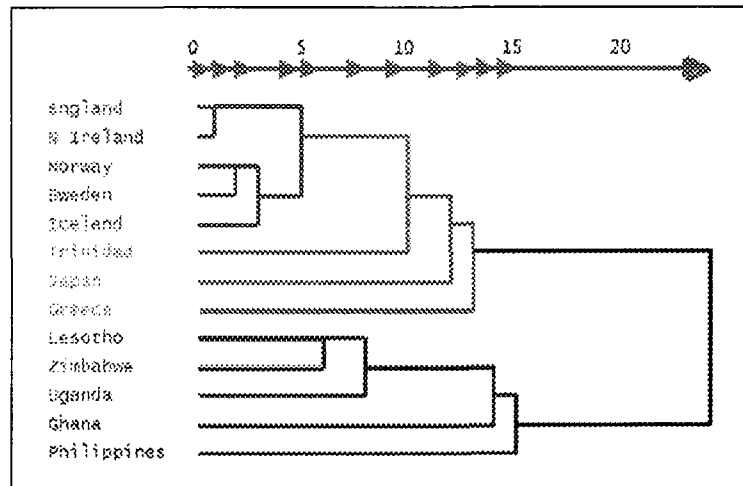 0 5 10 15 20
England
N Ireland
Norway
Sweden
Iceland
Trinidad
Japan
Greece
Lesotho
Zimbabwe
Uganda
Ghana
Philippines